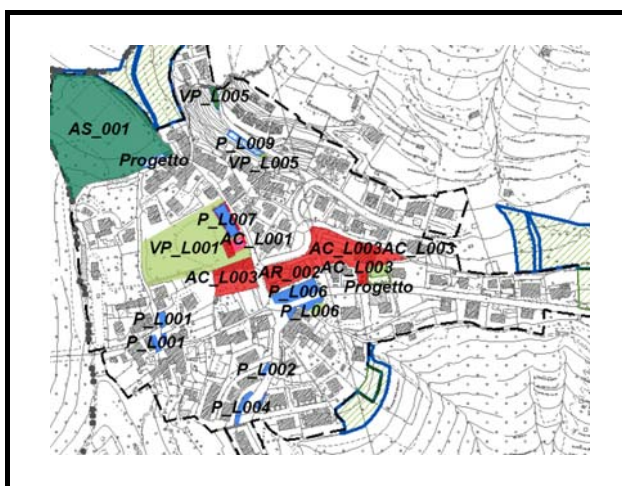 VP_L005
AS_001
P_L009
Progetto
VP_L005
P_L007
AC_L001
VP_L001
AC_L003AC_L003
AC_L003
AR_002
AC_L003
P_L006
Progetto
P_L006
P_L001
P_L001
P_L002
P_L004